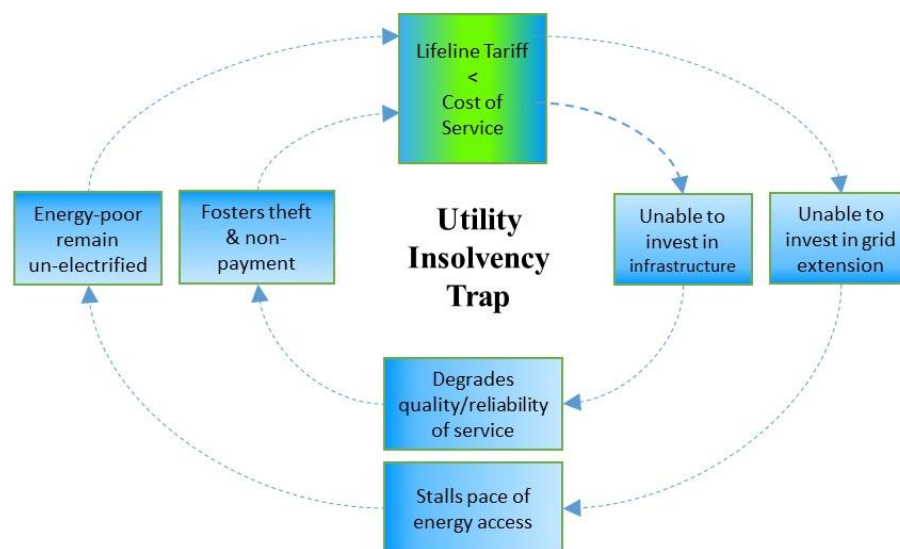 Lifeline Tariff
<
Cost of
Service
Energy-poor
remain
un-electrified
Fosters theft
& non-
payment
Utility
Insolvency
Trap
Unable to
invest in
infrastructure
Unable to
invest in grid
extension
Degrades
quality/reliability
of service
Stalls pace of
energy access